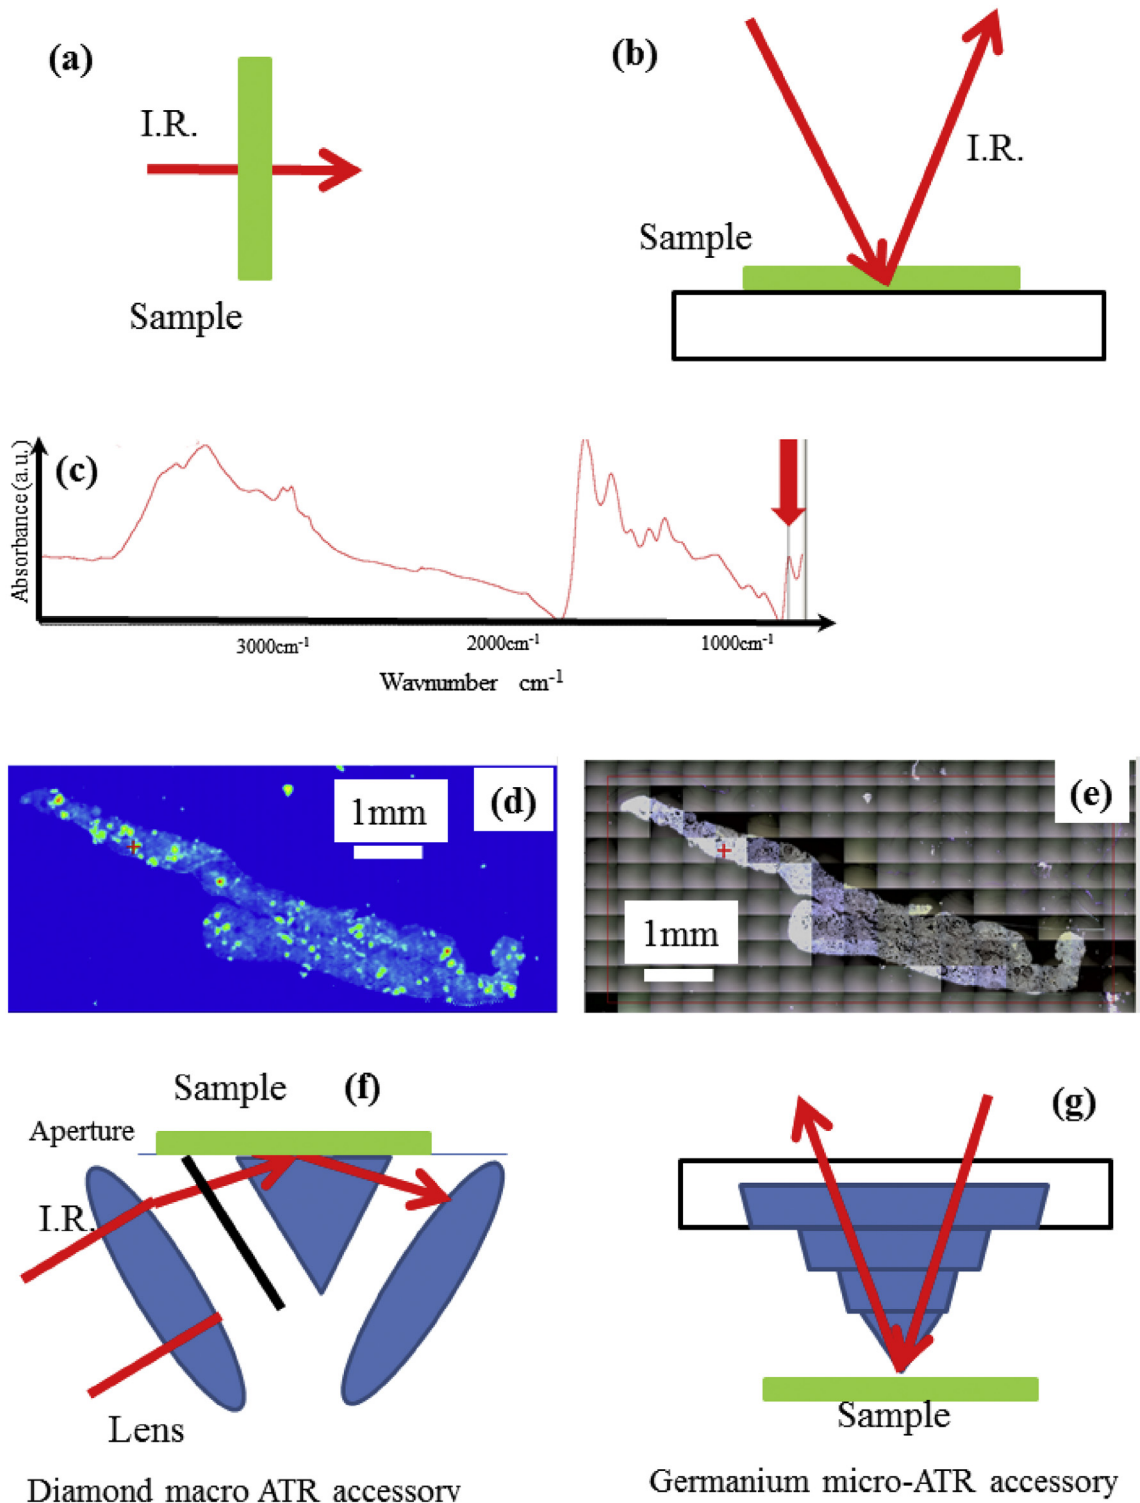 (a)
I.R.
Sample
(b)
I.R.
Sample
(c)
Absorbance (a.u.)
3000cm-1
2000cm-1
1000cm-1
Wavnumber cm-1
(d)
1mm
(e)
1mm
Sample
(f)
Aperture
I.R.
Lens
Diamond macro ATR accessory
(g)
Sample
Germanium micro-ATR accessory